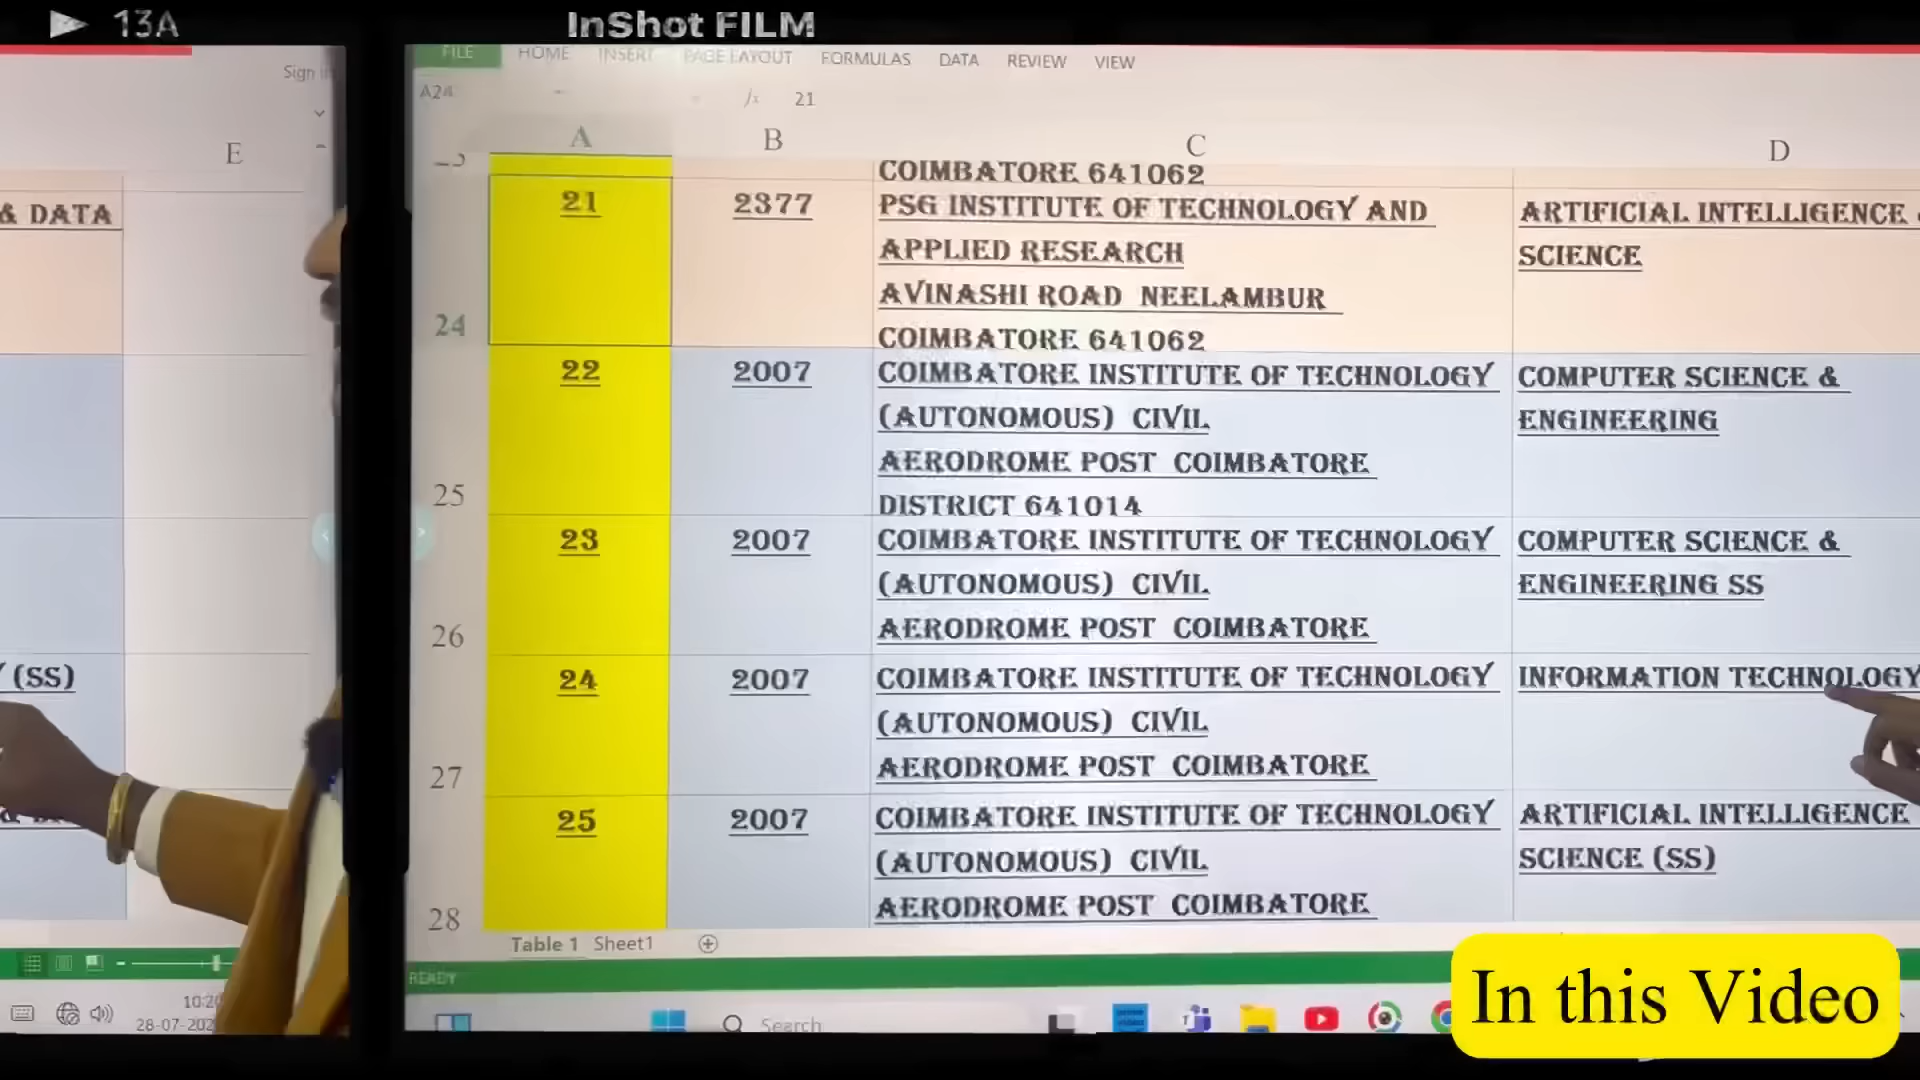 13A
InShot FILM
Sign in
E
& DATA
(SS)
10:20
28-07-202
FILE HOME INSERT PAGE LAYOUT FORMULAS DATA REVIEW VIEW
A24 fx 21
A B C D
COIMBATORE 641062
24 21 2377 PSG INSTITUTE OF TECHNOLOGY AND ARTIFICIAL INTELLIGENCE
APPLIED RESEARCH SCIENCE
AVINASHI ROAD NEELAMBUR
COIMBATORE 641062
25 22 2007 COIMBATORE INSTITUTE OF TECHNOLOGY COMPUTER SCIENCE &
(AUTONOMOUS) CIVIL ENGINEERING
AERODROME POST COIMBATORE
DISTRICT 641014
26 23 2007 COIMBATORE INSTITUTE OF TECHNOLOGY COMPUTER SCIENCE &
(AUTONOMOUS) CIVIL ENGINEERING SS
AERODROME POST COIMBATORE
27 24 2007 COIMBATORE INSTITUTE OF TECHNOLOGY INFORMATION TECHNOLOGY
(AUTONOMOUS) CIVIL
AERODROME POST COIMBATORE
28 25 2007 COIMBATORE INSTITUTE OF TECHNOLOGY ARTIFICIAL INTELLIGENCE
(AUTONOMOUS) CIVIL SCIENCE (SS)
AERODROME POST COIMBATORE
Table 1 Sheet1
READY
Search
In this Video